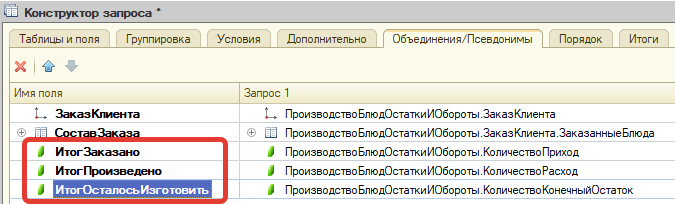 Конструктор запроса *
Таблицы и поля Группировка Условия Дополнительно Объединения/Псевдонимы Порядок Итоги
Имя поля Запрос 1
ЗаказКлиента ПроизводствоБлюдОстаткиИОбороты.ЗаказКлиента
СоставЗаказа ПроизводствоБлюдОстаткиИОбороты.ЗаказКлиента.ЗаказанныеБлюда
ИтогЗаказано ПроизводствоБлюдОстаткиИОбороты.КоличествоПриход
ИтогПроизведено ПроизводствоБлюдОстаткиИОбороты.КоличествоРасход
ИтогОсталосьИзготовить ПроизводствоБлюдОстаткиИОбороты.КоличествоКонечныйОстаток